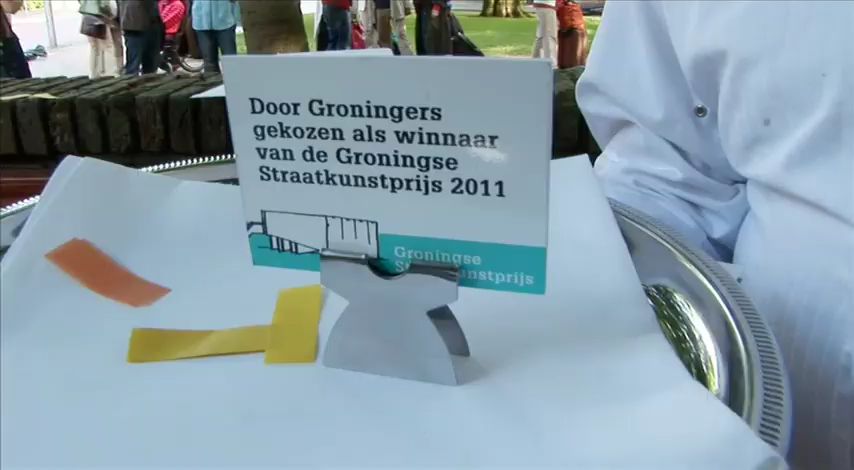 Door Groningers
gekozen als winnaar
van de Groningse
Straatkunstprijs 2011
Groningse